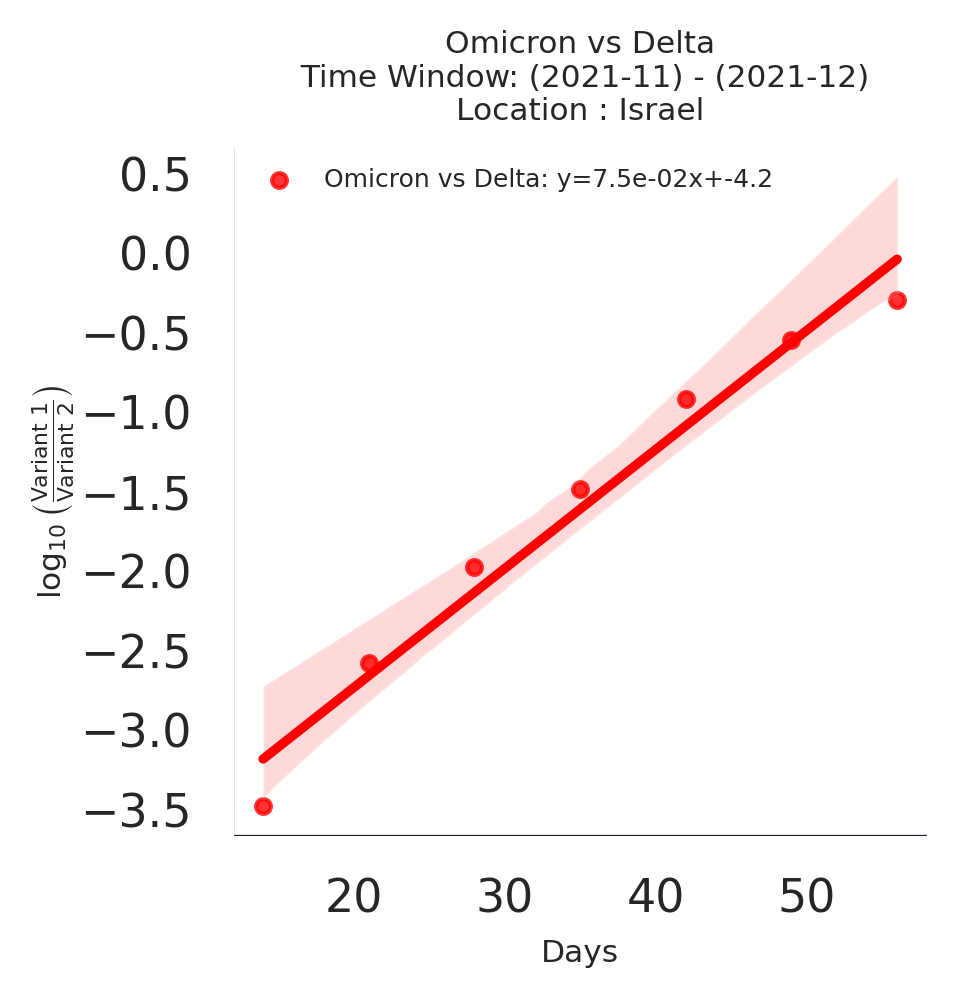 Omicron vs Delta
Time Window: (2021-11) - (2021-12)
Location : Israel
Omicron vs Delta: y=7.5e-02x+-4.2
0.5
0.0
−0.5
−1.0
−1.5
−2.0
−2.5
−3.0
−3.5
log₁₀ (Variant 1 / Variant 2)
20 30 40 50
Days